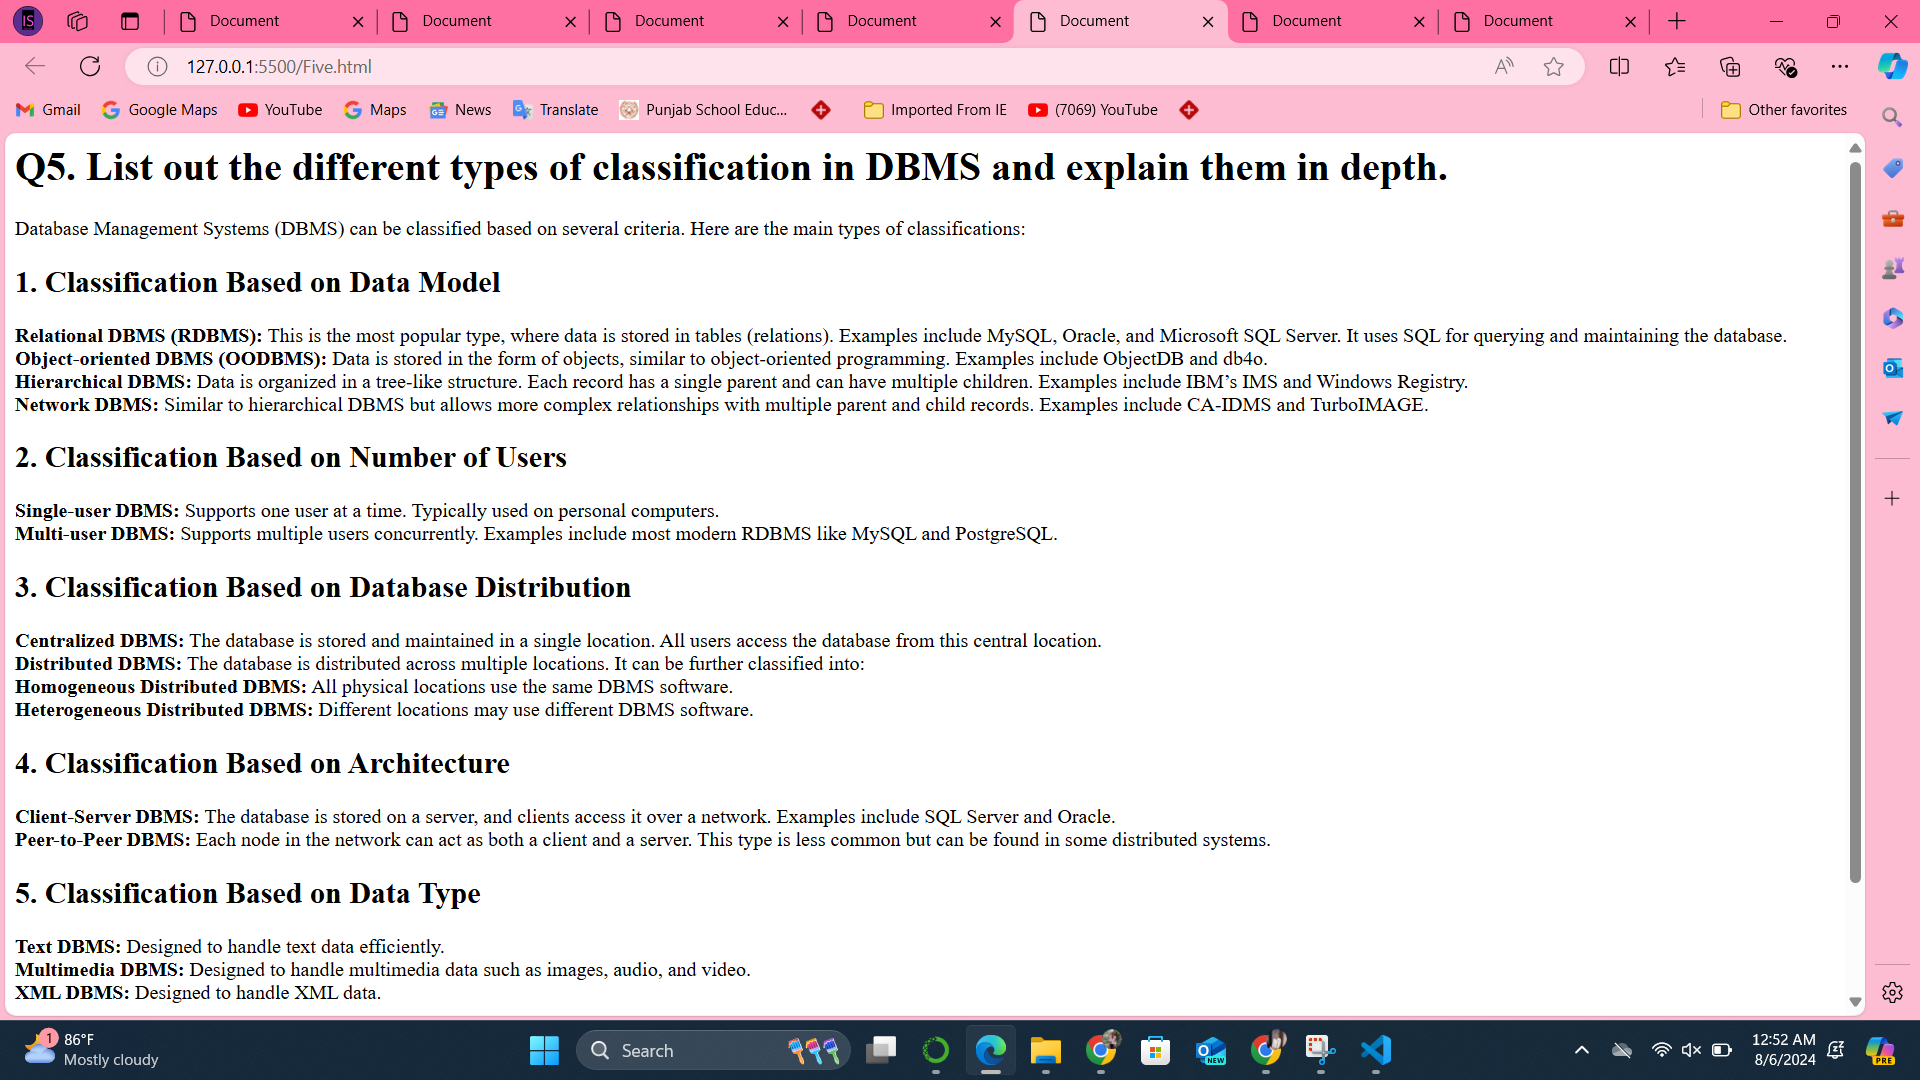 Document
Document
Document
Document
Document
Document
Document
127.0.0.1:5500/Five.html
Gmail
Google Maps
YouTube
Maps
News
Translate
Punjab School Educ...
Imported From IE
(7069) YouTube
Other favorites
Q5. List out the different types of classification in DBMS and explain them in depth.
Database Management Systems (DBMS) can be classified based on several criteria. Here are the main types of classifications:
1. Classification Based on Data Model
Relational DBMS (RDBMS): This is the most popular type, where data is stored in tables (relations). Examples include MySQL, Oracle, and Microsoft SQL Server. It uses SQL for querying and maintaining the database.
Object-oriented DBMS (OODBMS): Data is stored in the form of objects, similar to object-oriented programming. Examples include ObjectDB and db4o.
Hierarchical DBMS: Data is organized in a tree-like structure. Each record has a single parent and can have multiple children. Examples include IBM’s IMS and Windows Registry.
Network DBMS: Similar to hierarchical DBMS but allows more complex relationships with multiple parent and child records. Examples include CA-IDMS and TurboIMAGE.
2. Classification Based on Number of Users
Single-user DBMS: Supports one user at a time. Typically used on personal computers.
Multi-user DBMS: Supports multiple users concurrently. Examples include most modern RDBMS like MySQL and PostgreSQL.
3. Classification Based on Database Distribution
Centralized DBMS: The database is stored and maintained in a single location. All users access the database from this central location.
Distributed DBMS: The database is distributed across multiple locations. It can be further classified into:
Homogeneous Distributed DBMS: All physical locations use the same DBMS software.
Heterogeneous Distributed DBMS: Different locations may use different DBMS software.
4. Classification Based on Architecture
Client-Server DBMS: The database is stored on a server, and clients access it over a network. Examples include SQL Server and Oracle.
Peer-to-Peer DBMS: Each node in the network can act as both a client and a server. This type is less common but can be found in some distributed systems.
5. Classification Based on Data Type
Text DBMS: Designed to handle text data efficiently.
Multimedia DBMS: Designed to handle multimedia data such as images, audio, and video.
XML DBMS: Designed to handle XML data.
1
86°F
Mostly cloudy
Search
NEW
12:52 AM
8/6/2024
PRE